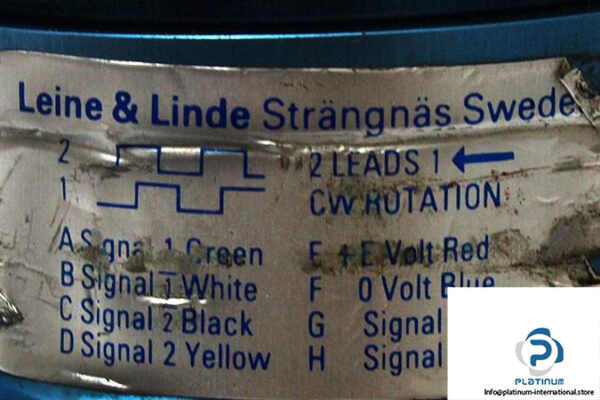 Leine & Linde Strängnäs Swede
2
1
2 LEADS 1
CW ROTATION
A Signal 1 Green
B Signal 1̅ White
C Signal 2̅ Black
D Signal 2 Yellow
E +E Volt Red
F 0 Volt Blue
G Signal
H Signal
PLATINUM
Info@platinum-international.store